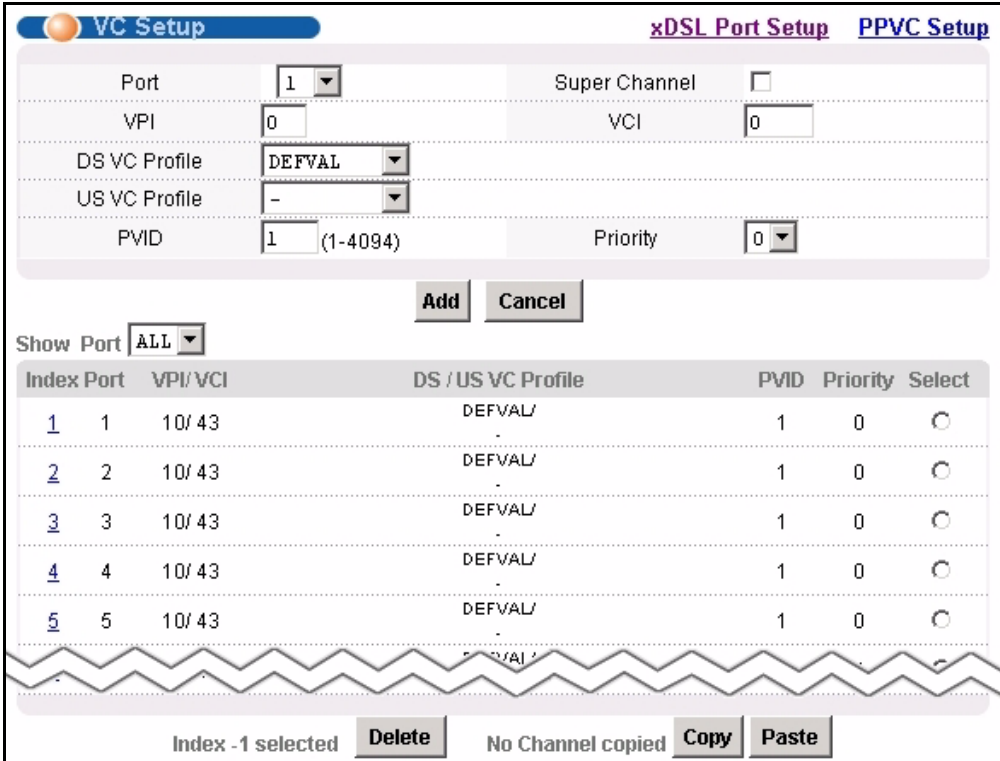 VC Setup xDSL Port Setup PPVC Setup
Port 1 Super Channel
VPI 0 VCI 0
DS VC Profile DEFVAL
US VC Profile -
PVID 1 (1-4094) Priority 0
Add Cancel
Show Port ALL
Index Port VPI/VCI DS / US VC Profile PVID Priority Select
1 1 10/ 43 DEFVAL/ - 1 0
2 2 10/ 43 DEFVAL/ - 1 0
3 3 10/ 43 DEFVAL/ - 1 0
4 4 10/ 43 DEFVAL/ - 1 0
5 5 10/ 43 DEFVAL/ - 1 0
Index -1 selected Delete No Channel copied Copy Paste